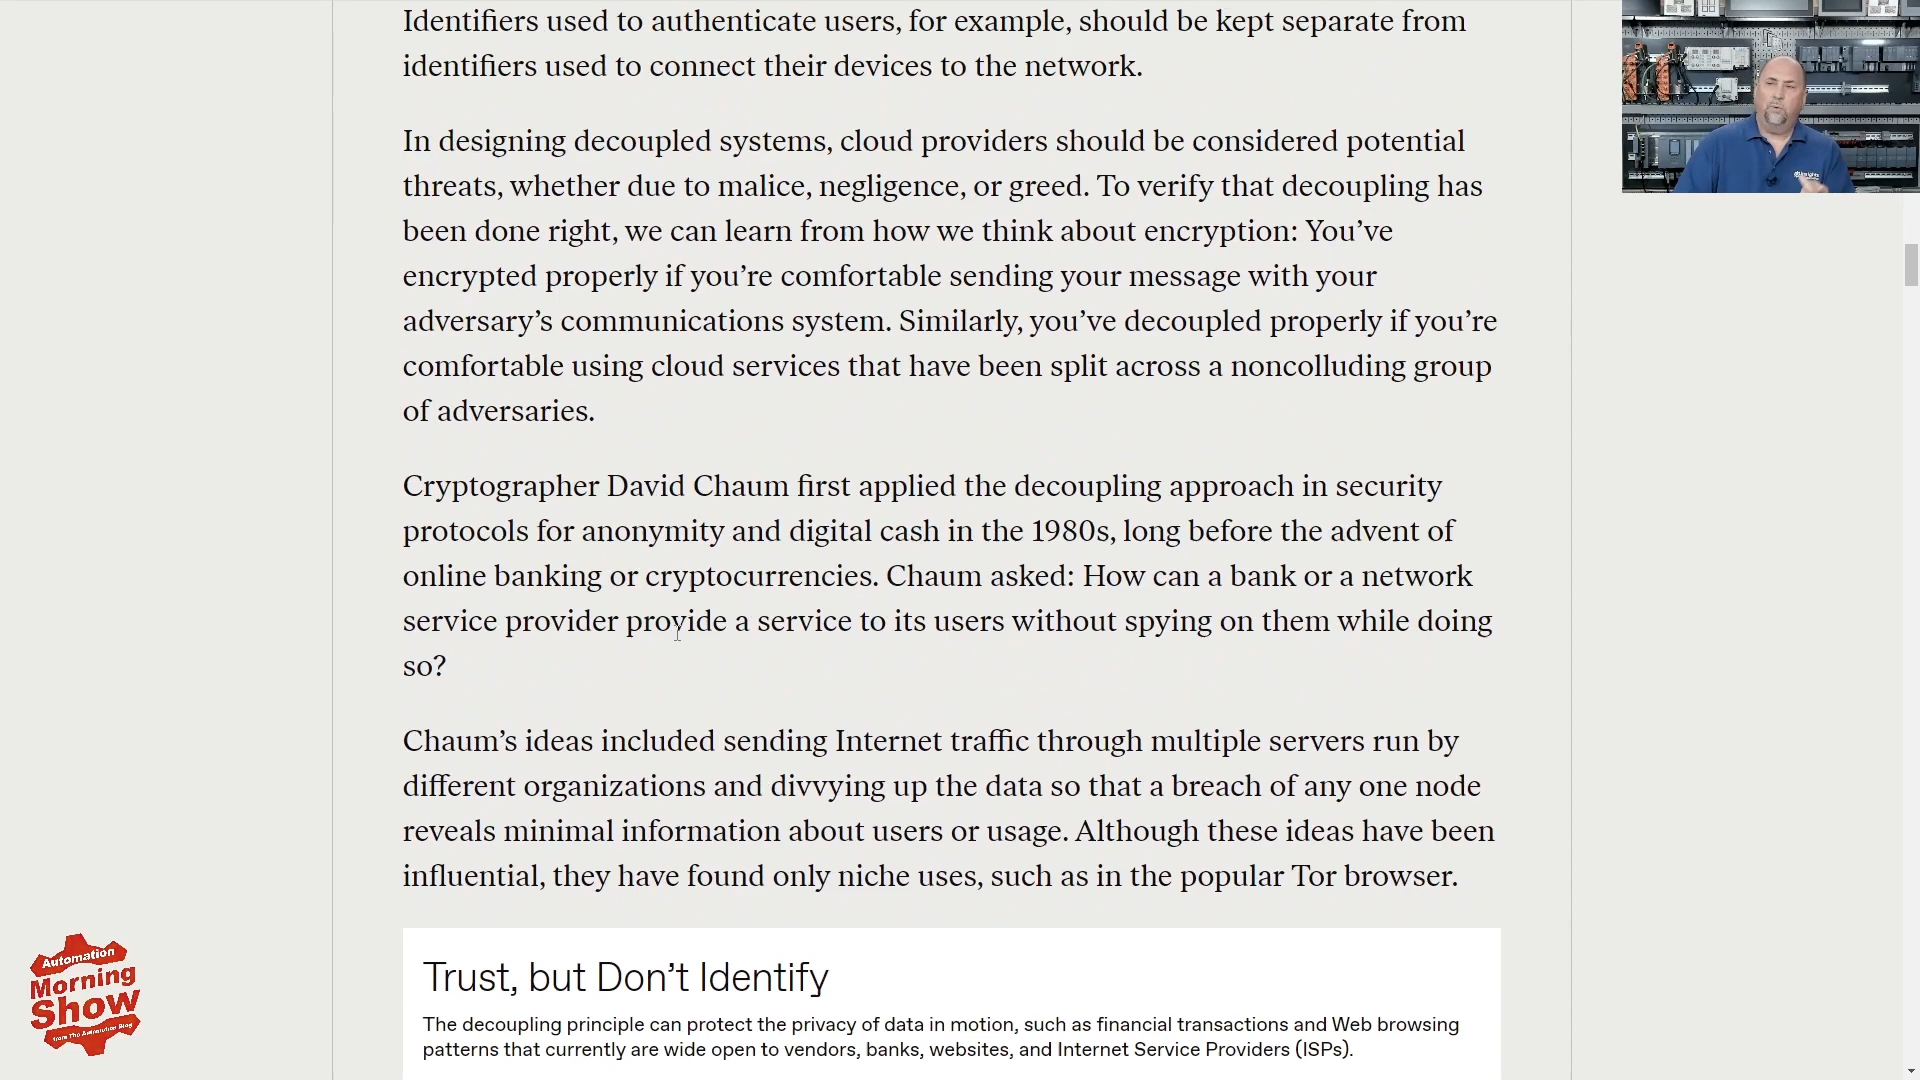 Identifiers used to authenticate users, for example, should be kept separate from
identifiers used to connect their devices to the network.
In designing decoupled systems, cloud providers should be considered potential
threats, whether due to malice, negligence, or greed. To verify that decoupling has
been done right, we can learn from how we think about encryption: You’ve
encrypted properly if you’re comfortable sending your message with your
adversary’s communications system. Similarly, you’ve decoupled properly if you’re
comfortable using cloud services that have been split across a noncolluding group
of adversaries.
Cryptographer David Chaum first applied the decoupling approach in security
protocols for anonymity and digital cash in the 1980s, long before the advent of
online banking or cryptocurrencies. Chaum asked: How can a bank or a network
service provider provide a service to its users without spying on them while doing
so?
Chaum’s ideas included sending Internet traffic through multiple servers run by
different organizations and divvying up the data so that a breach of any one node
reveals minimal information about users or usage. Although these ideas have been
influential, they have found only niche uses, such as in the popular Tor browser.
Trust, but Don’t Identify
The decoupling principle can protect the privacy of data in motion, such as financial transactions and Web browsing
patterns that currently are wide open to vendors, banks, websites, and Internet Service Providers (ISPs).
Automation
Morning
Show
from The Automation Blog